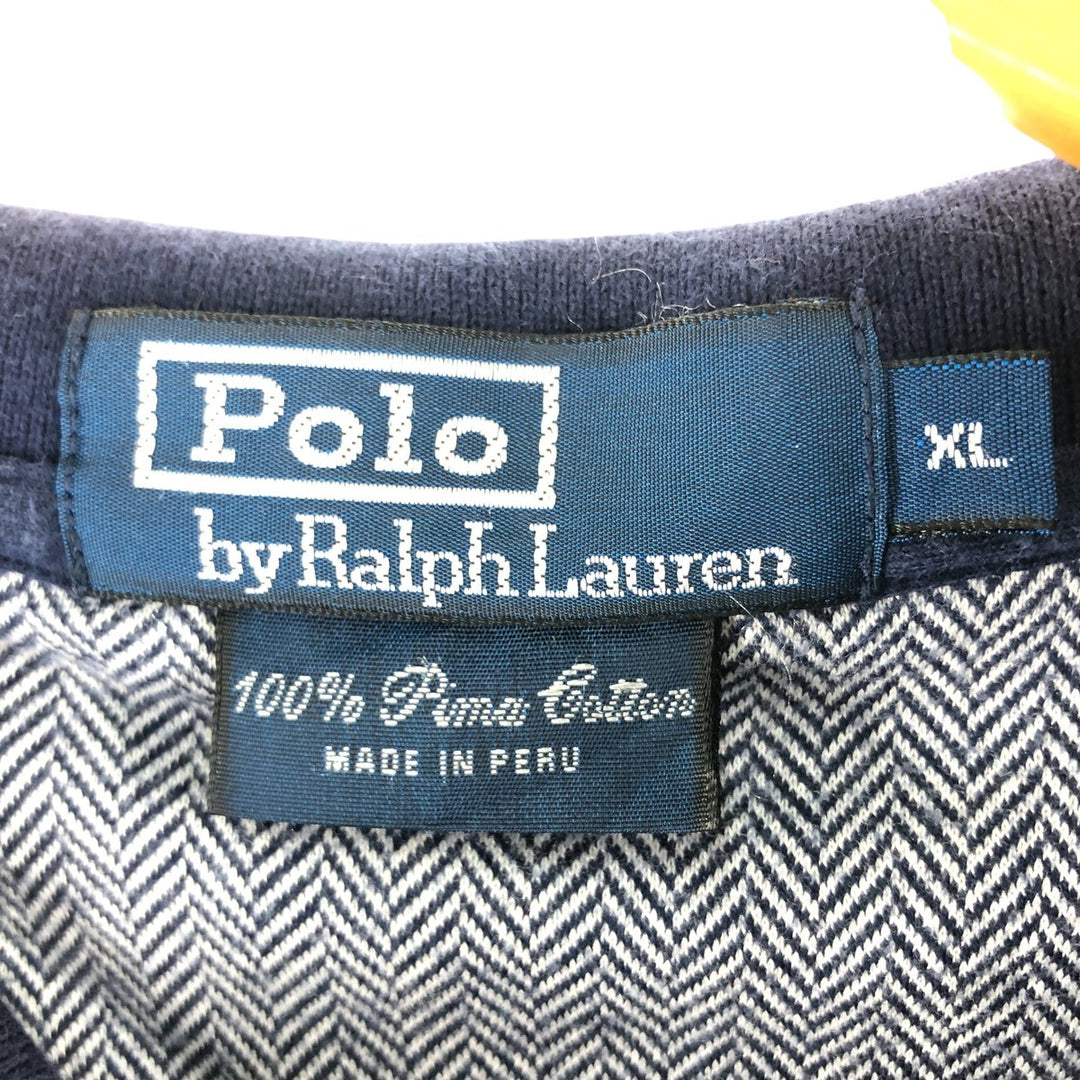 Polo
by Ralph Lauren
XL
100% Pima Cotton
MADE IN PERU